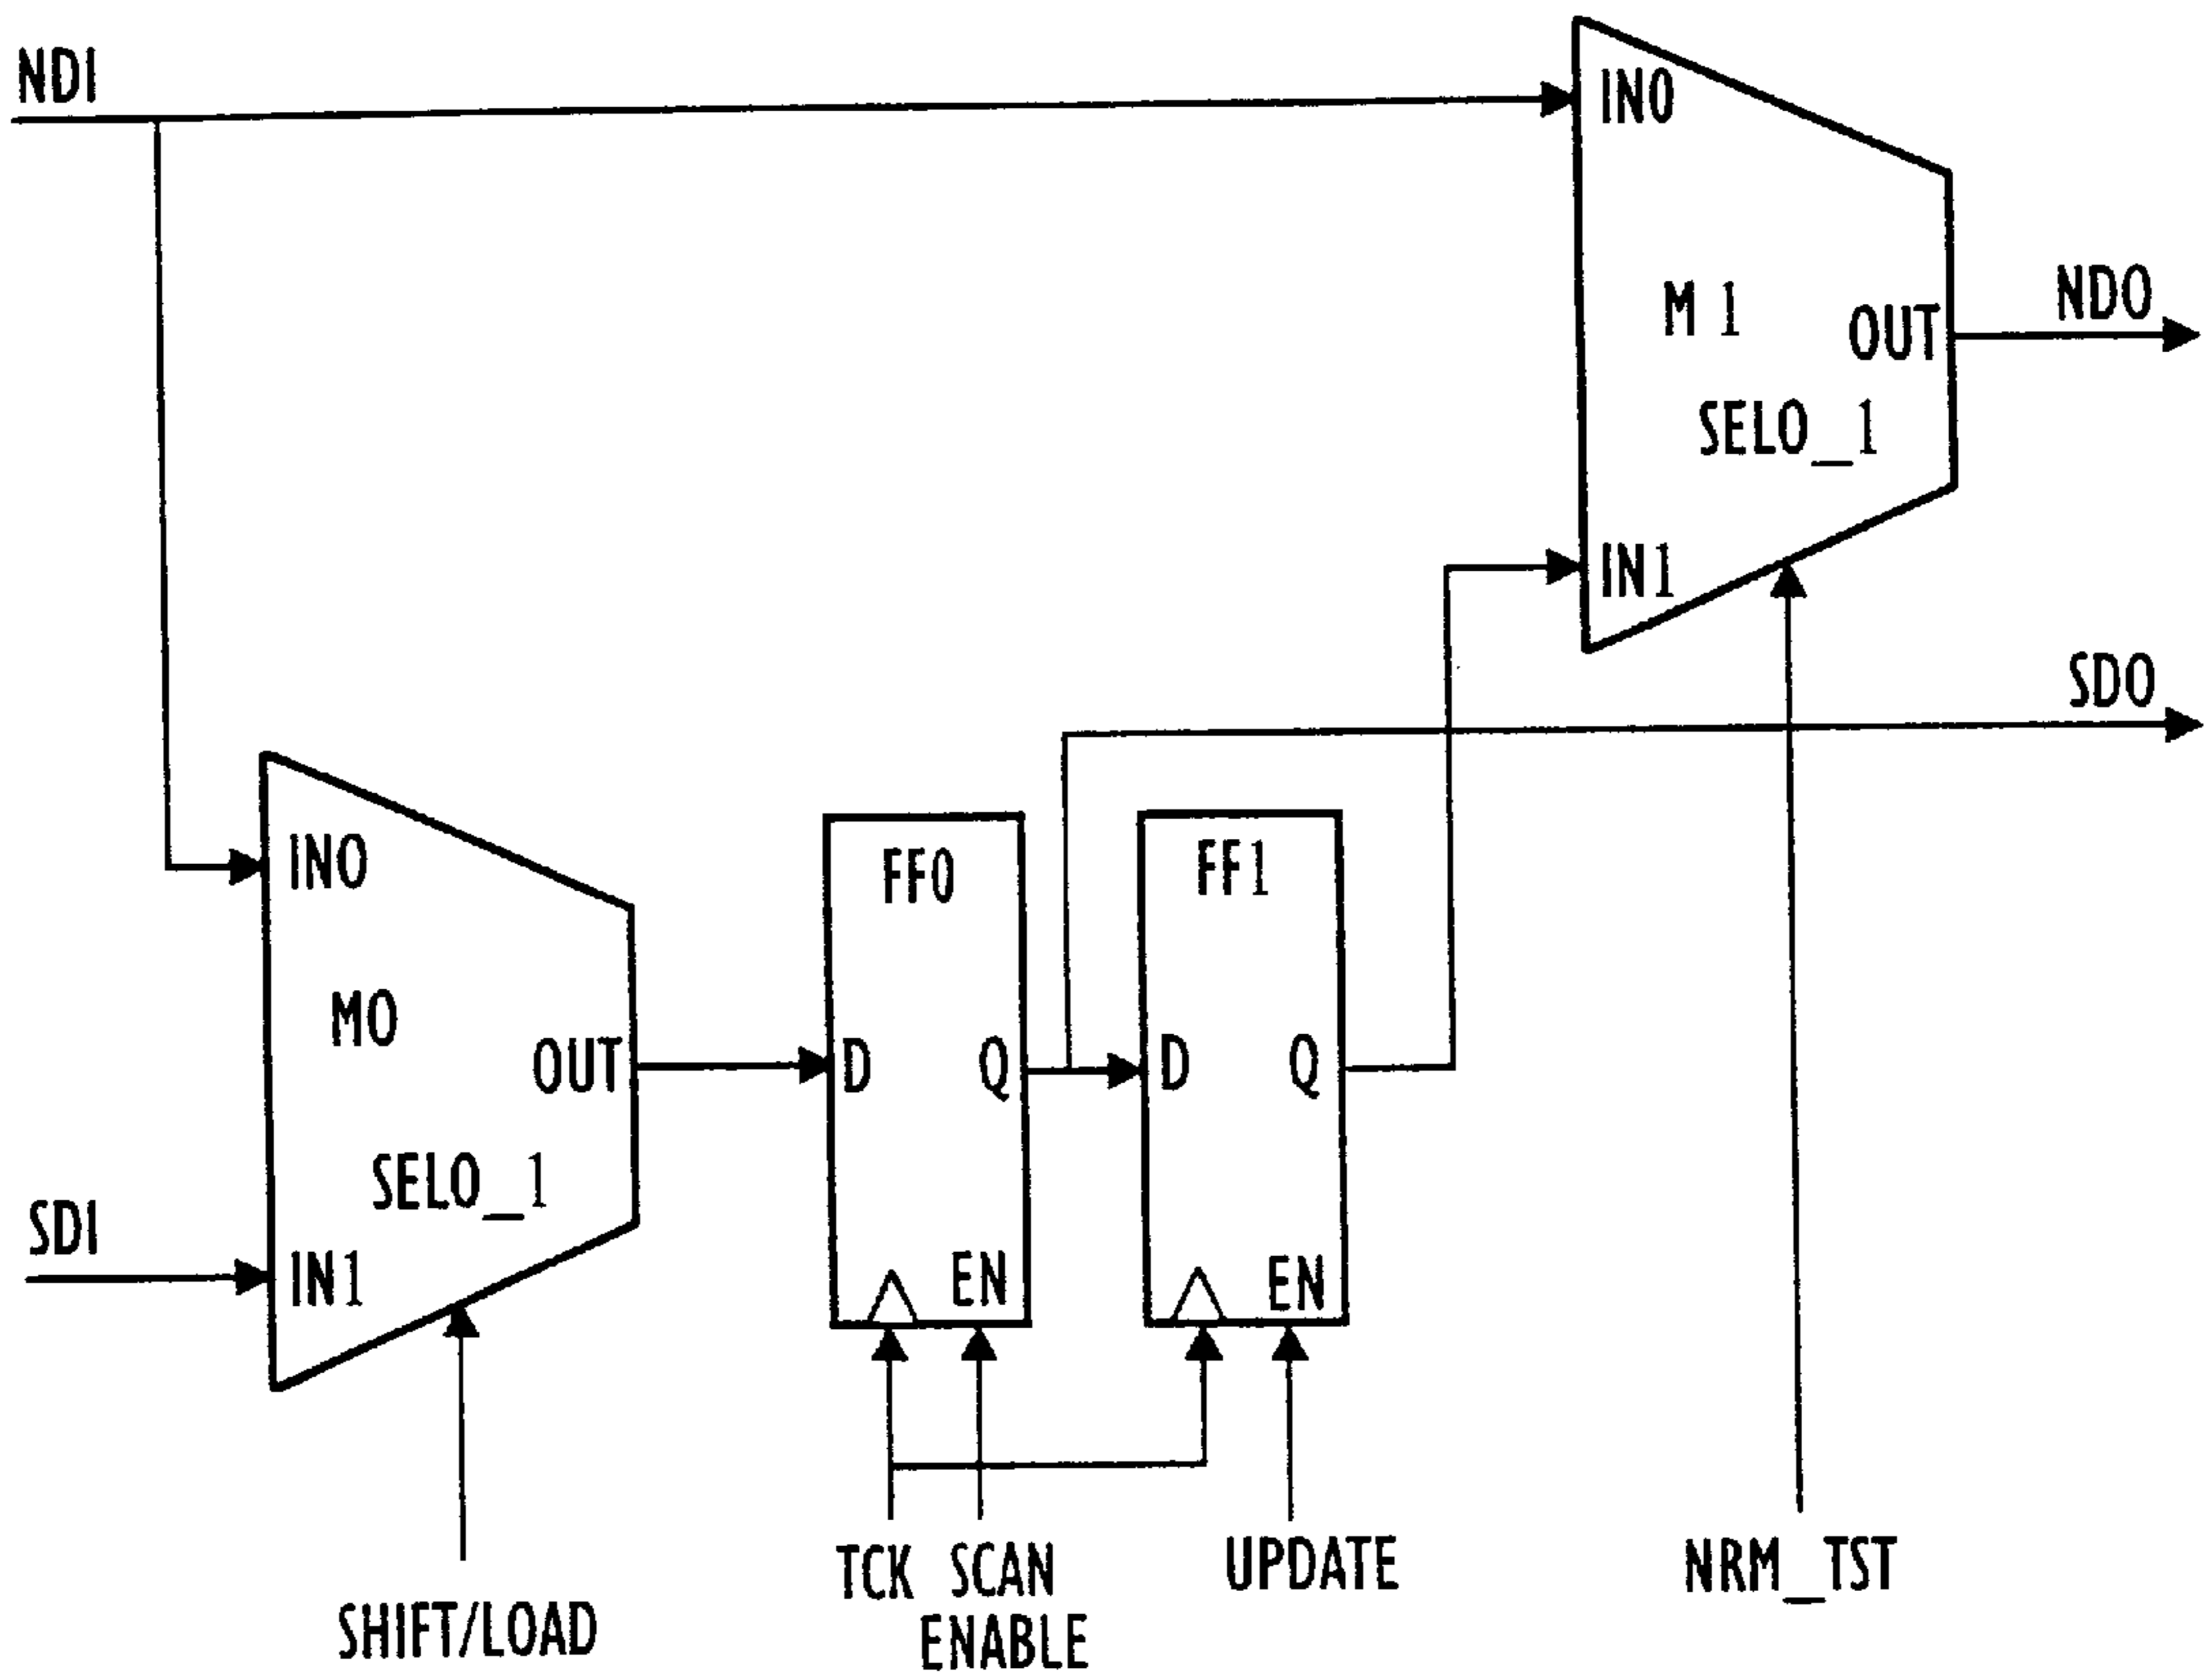 NDI
IN0
M 1
OUT
NDO
SEL0_1
IN1
SDO
IN0
FF0
FF1
M0
OUT
D
Q
D
Q
SEL0_1
SDI
IN1
EN
EN
TCK
SCAN
ENABLE
UPDATE
NRM_TST
SHIFT/LOAD